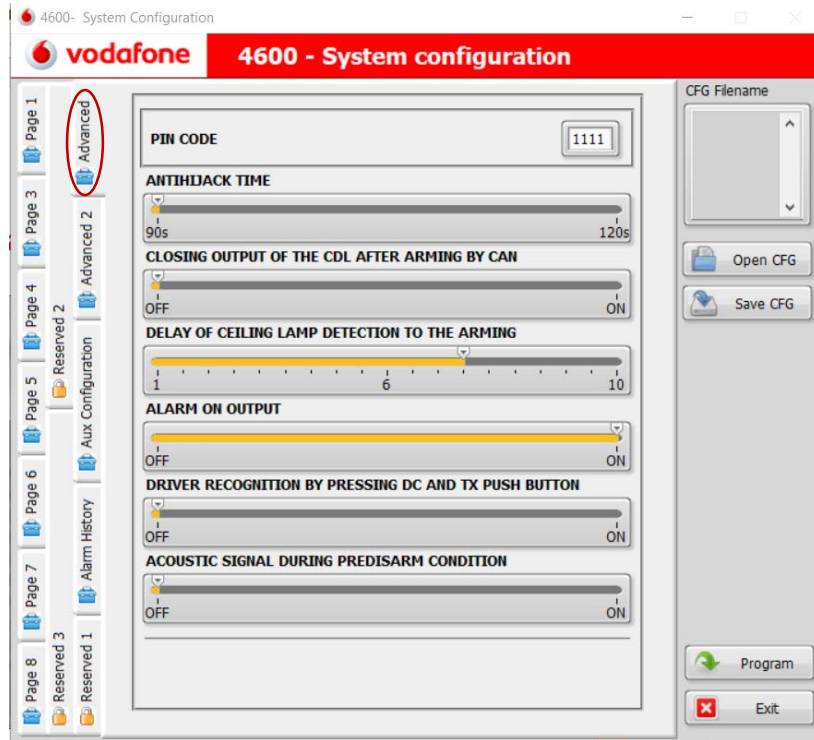 4600- System Configuration
vodafone
4600 - System configuration
Page 1
Page 3
Page 4
Page 5
Page 6
Page 7
Page 8
Reserved 2
Reserved 3
Advanced
Advanced 2
Aux Configuration
Alarm History
Reserved 1
PIN CODE
1111
ANTIHIJACK TIME
90s 120s
CLOSING OUTPUT OF THE CDL AFTER ARMING BY CAN
OFF ON
DELAY OF CEILING LAMP DETECTION TO THE ARMING
1 6 10
ALARM ON OUTPUT
OFF ON
DRIVER RECOGNITION BY PRESSING DC AND TX PUSH BUTTON
OFF ON
ACOUSTIC SIGNAL DURING PREDISARM CONDITION
OFF ON
CFG Filename
Open CFG
Save CFG
Program
Exit